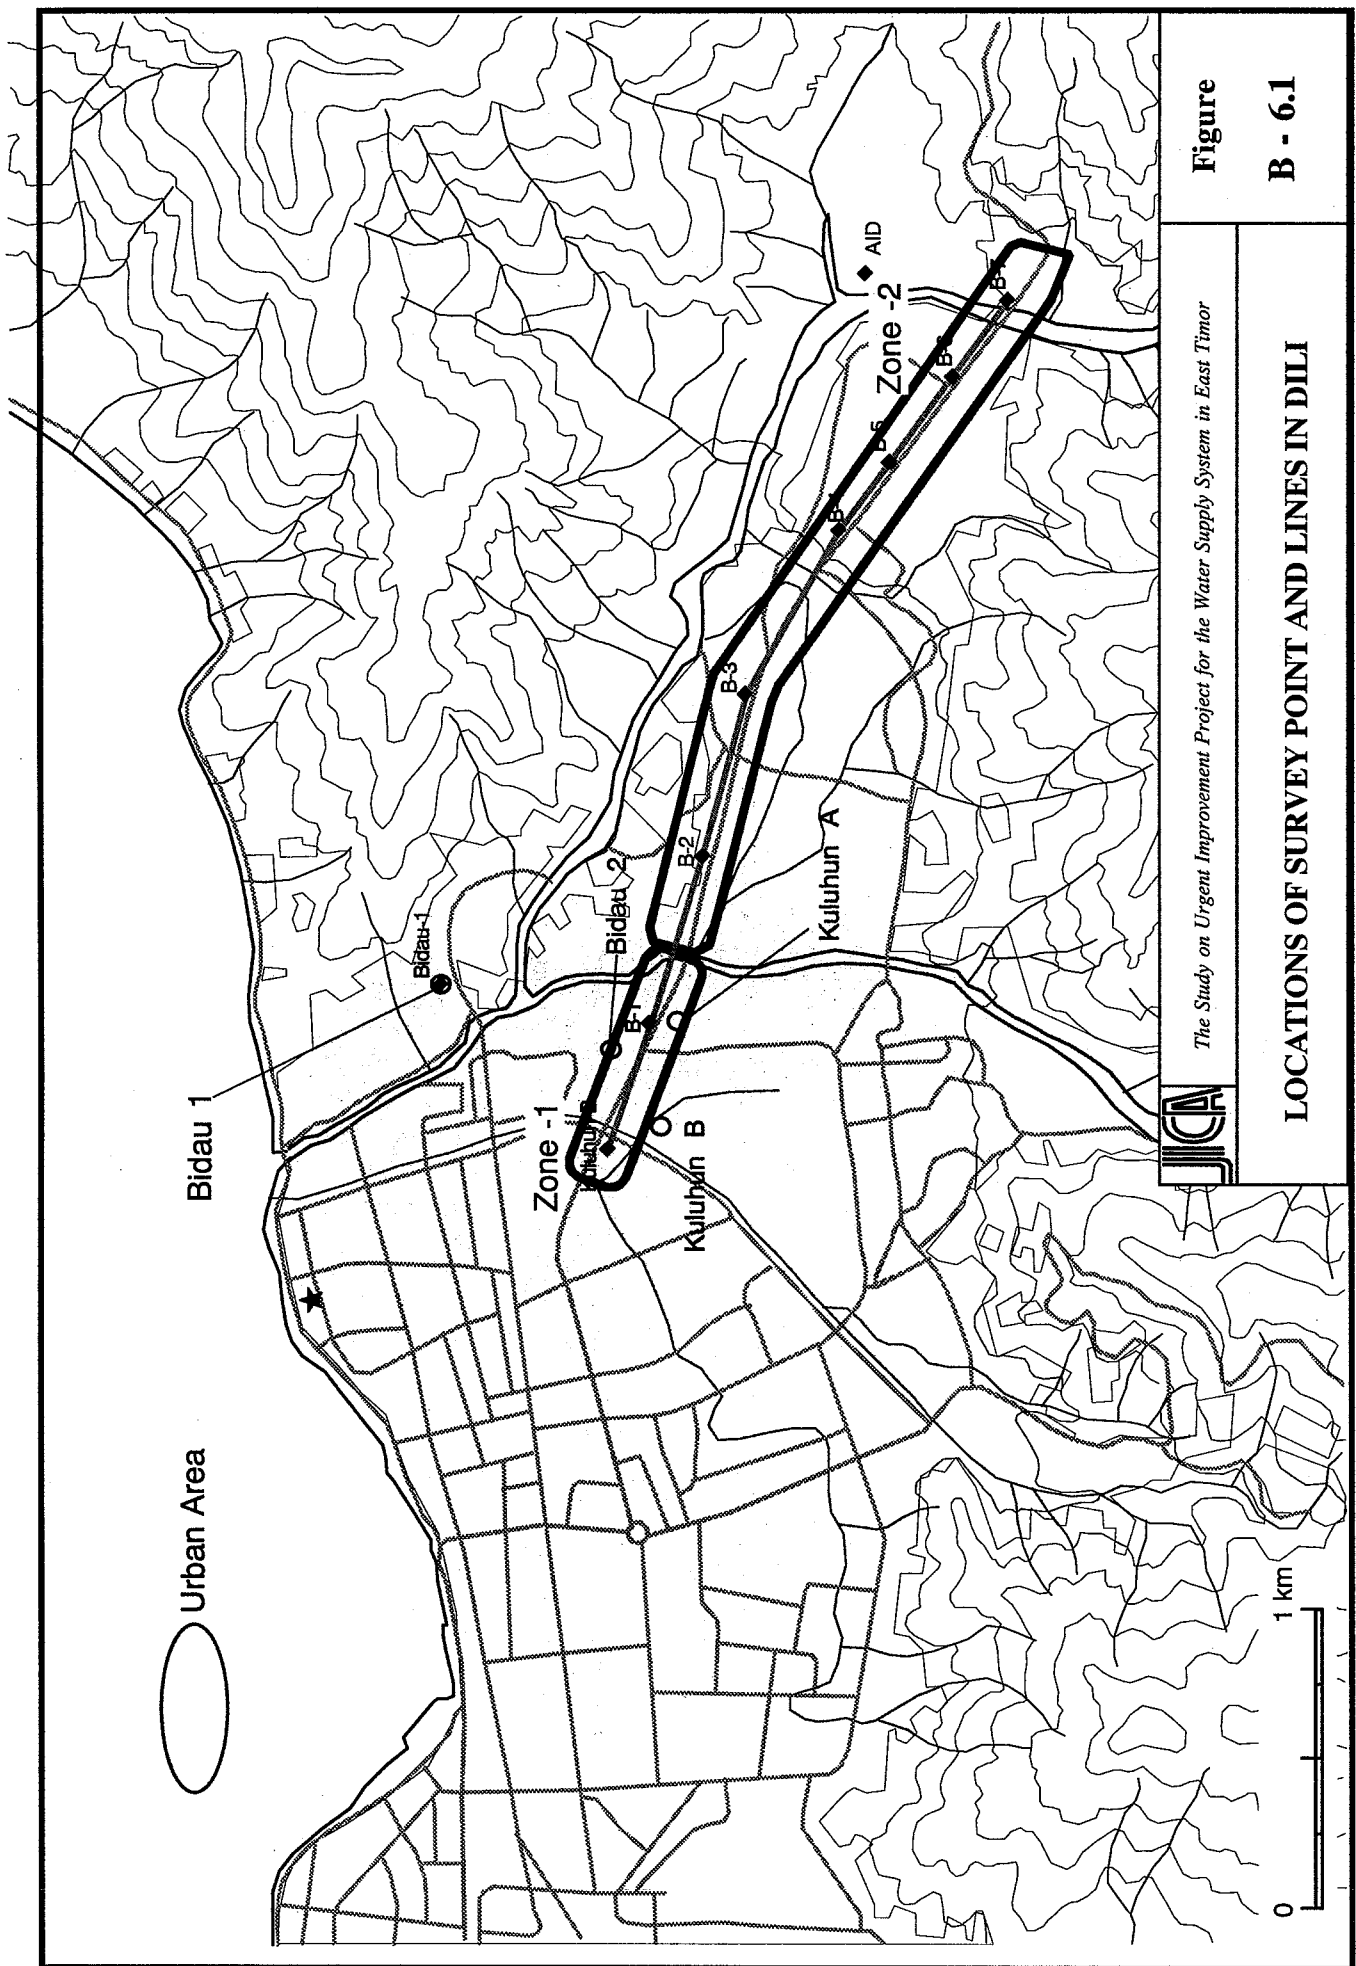 Urban Area
Bidau 1
Bidau-1
Zone -1
Bidau 2
B-1
Kuluhun B
Kuluhun A
B-2
B-3
Zone -2
AID
0
1 km
JICA
The Study on Urgent Improvement Project for the Water Supply System in East Timor
LOCATIONS OF SURVEY POINT AND LINES IN DILI
Figure
B - 6.1